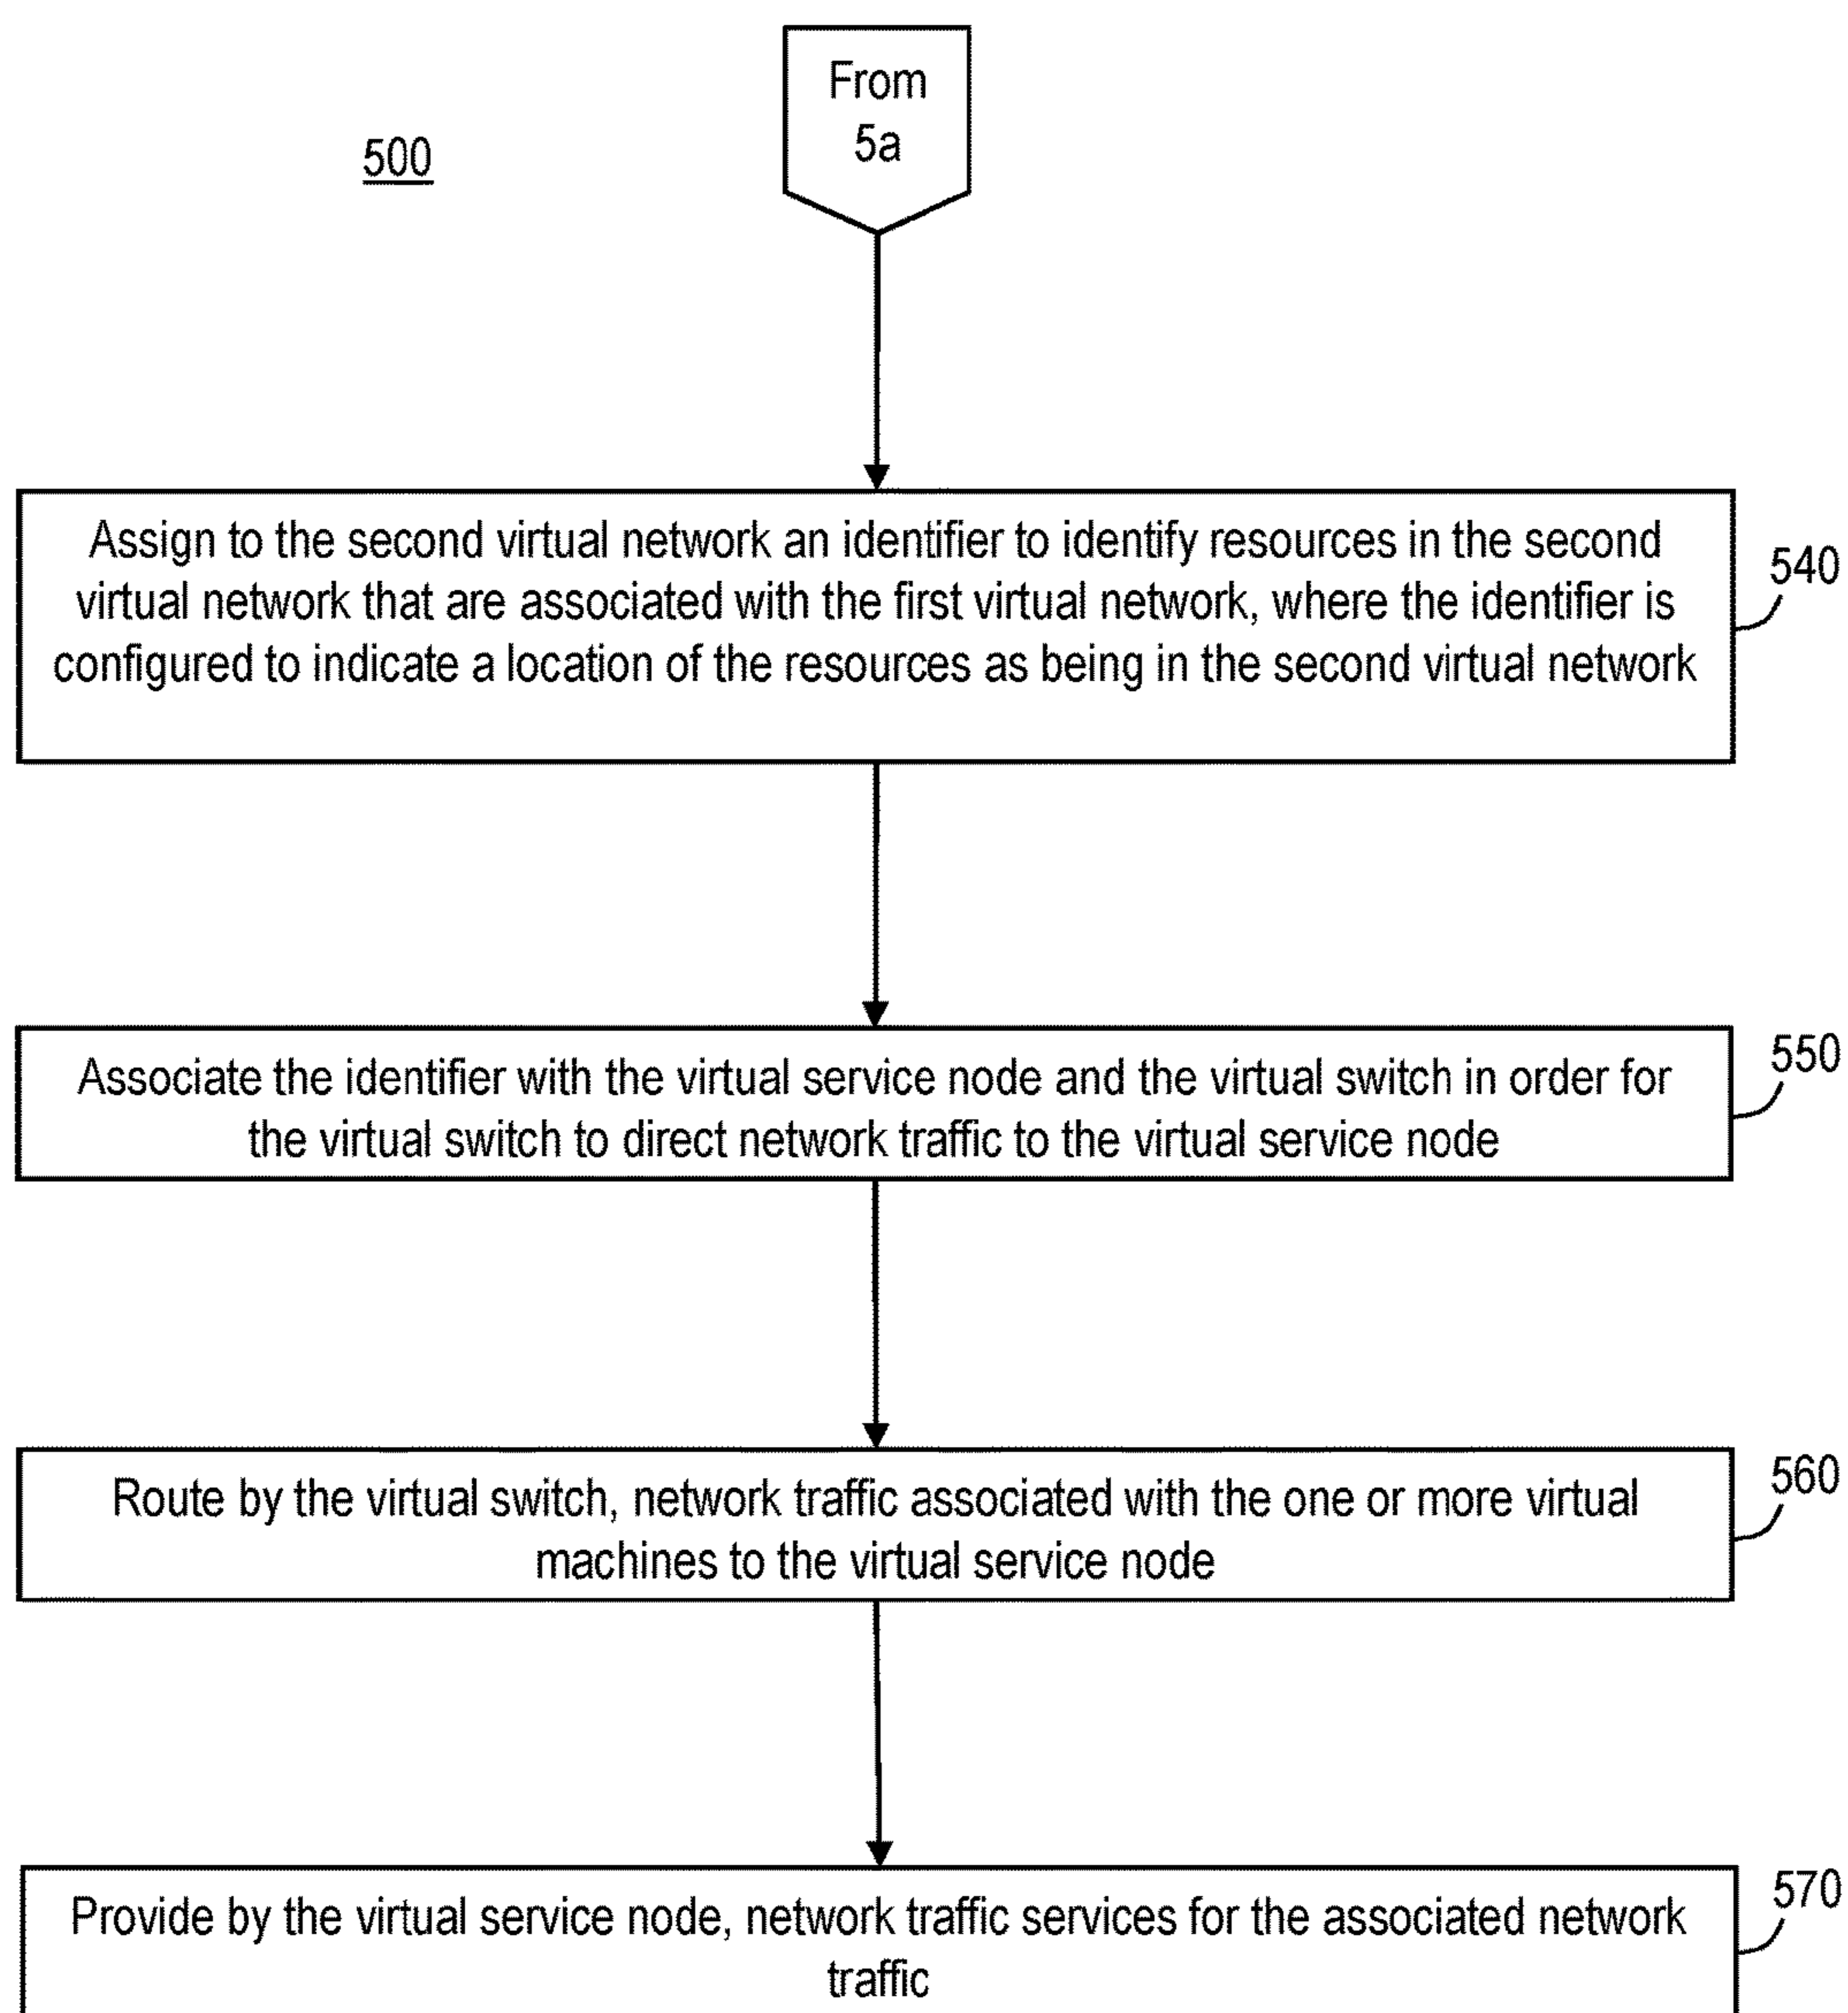 From
5a
500
Assign to the second virtual network an identifier to identify resources in the second
virtual network that are associated with the first virtual network, where the identifier is
configured to indicate a location of the resources as being in the second virtual network
540
Associate the identifier with the virtual service node and the virtual switch in order for
the virtual switch to direct network traffic to the virtual service node
550
Route by the virtual switch, network traffic associated with the one or more virtual
machines to the virtual service node
560
Provide by the virtual service node, network traffic services for the associated network
traffic
570